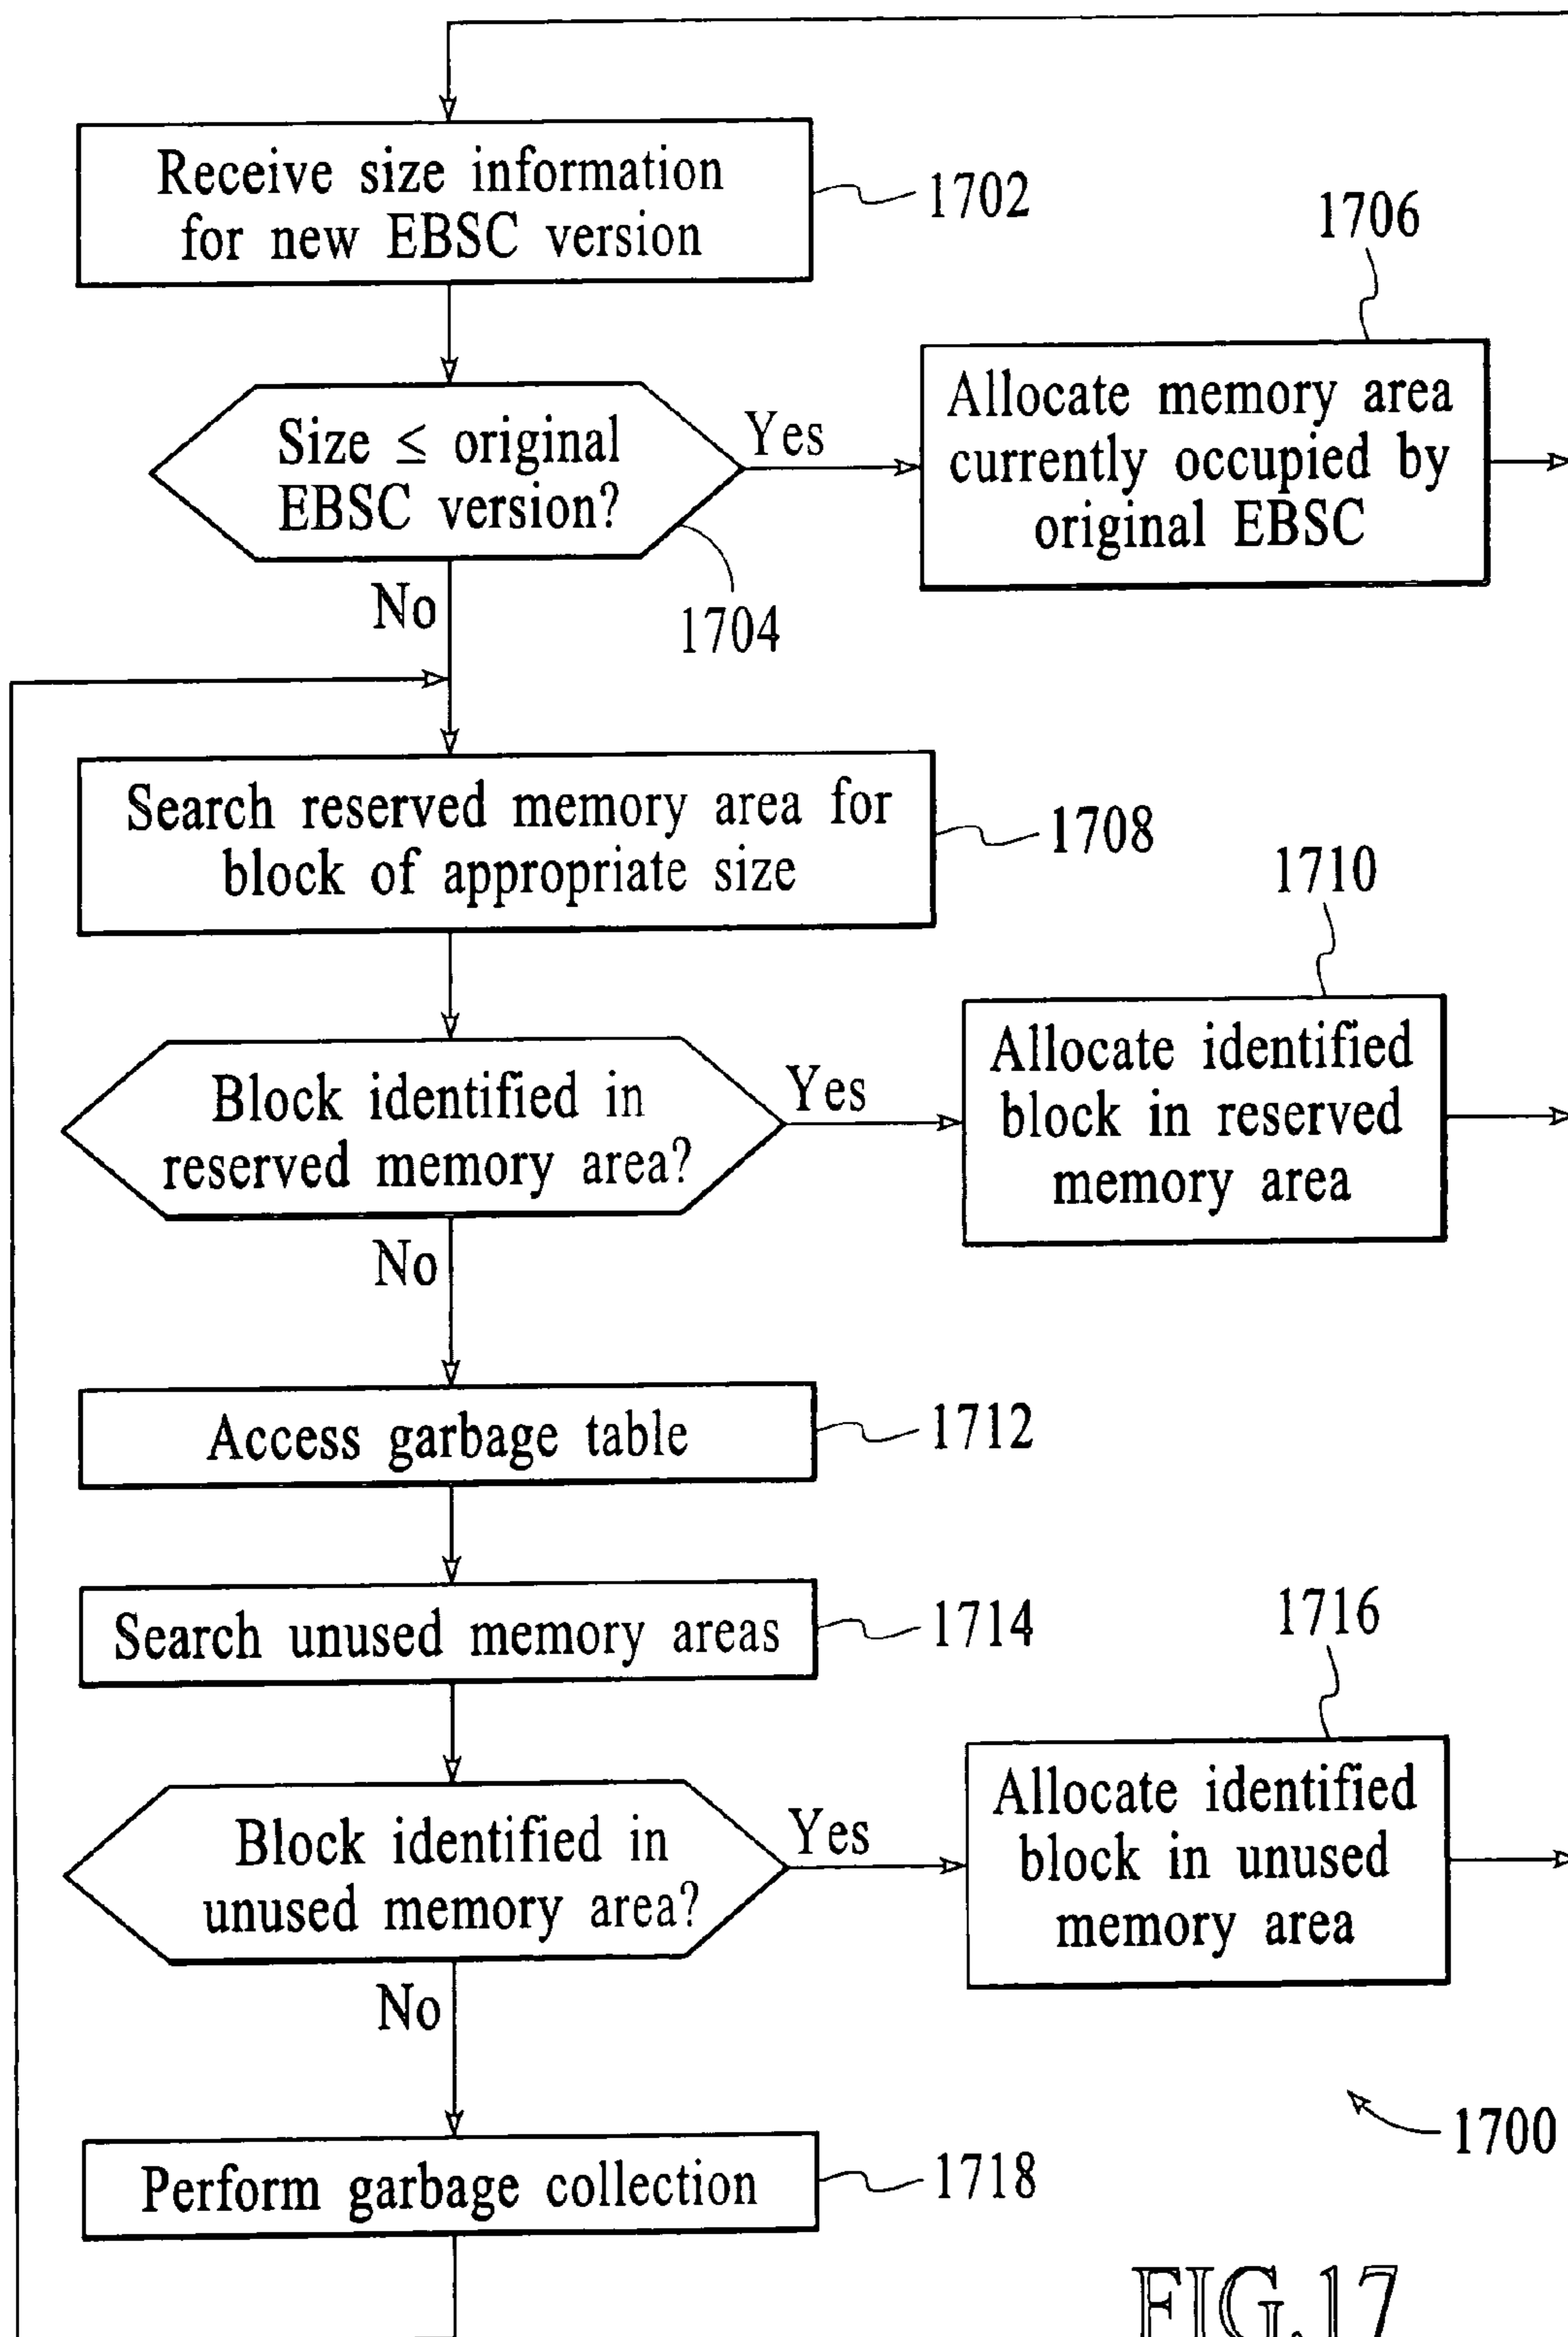 Receive size information
for new EBSC version
1702
1706
Size ≤ original
EBSC version?
Yes
Allocate memory area
currently occupied by
original EBSC
No
1704
Search reserved memory area for
block of appropriate size
1708
1710
Block identified in
reserved memory area?
Yes
Allocate identified
block in reserved
memory area
No
Access garbage table
1712
Search unused memory areas
1714
1716
Block identified in
unused memory area?
Yes
Allocate identified
block in unused
memory area
No
1700
Perform garbage collection
1718
FIG.17